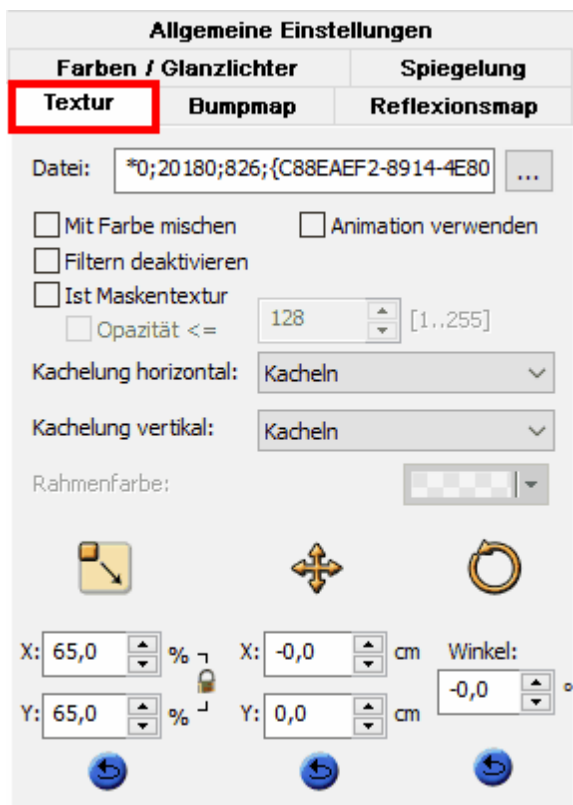 Allgemeine Einstellungen
Farben / Glanzlichter Spiegelung
Textur Bumpmap Reflexionsmap
Datei: *0;20180;826;{C88EAEF2-8914-4E80 ...
Mit Farbe mischen Animation verwenden
Filtern deaktivieren
Ist Maskentextur
Opazität <= 128 [1..255]
Kachelung horizontal: Kacheln
Kachelung vertikal: Kacheln
Rahmenfarbe:
X: 65,0 % X: -0,0 cm Winkel:
-0,0 °
Y: 65,0 % Y: 0,0 cm